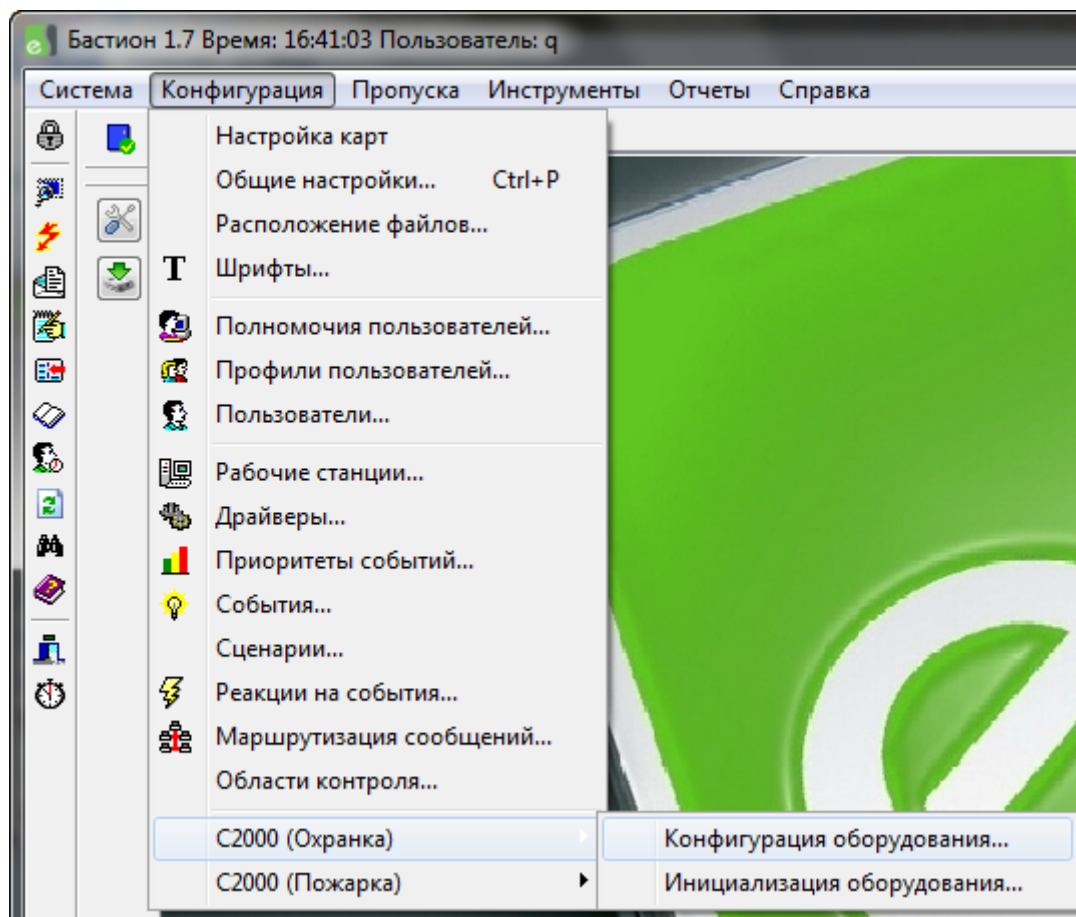 Бастион 1.7 Время: 16:41:03 Пользователь: q
Система Конфигурация Пропуска Инструменты Отчеты Справка
Настройка карт
Общие настройки... Ctrl+P
Расположение файлов...
T Шрифты...
Полномочия пользователей...
Профили пользователей...
Пользователи...
Рабочие станции...
Драйверы...
Приоритеты событий...
События...
Сценарии...
Реакции на события...
Маршрутизация сообщений...
Области контроля...
С2000 (Охранка) Конфигурация оборудования...
С2000 (Пожарка) Инициализация оборудования...